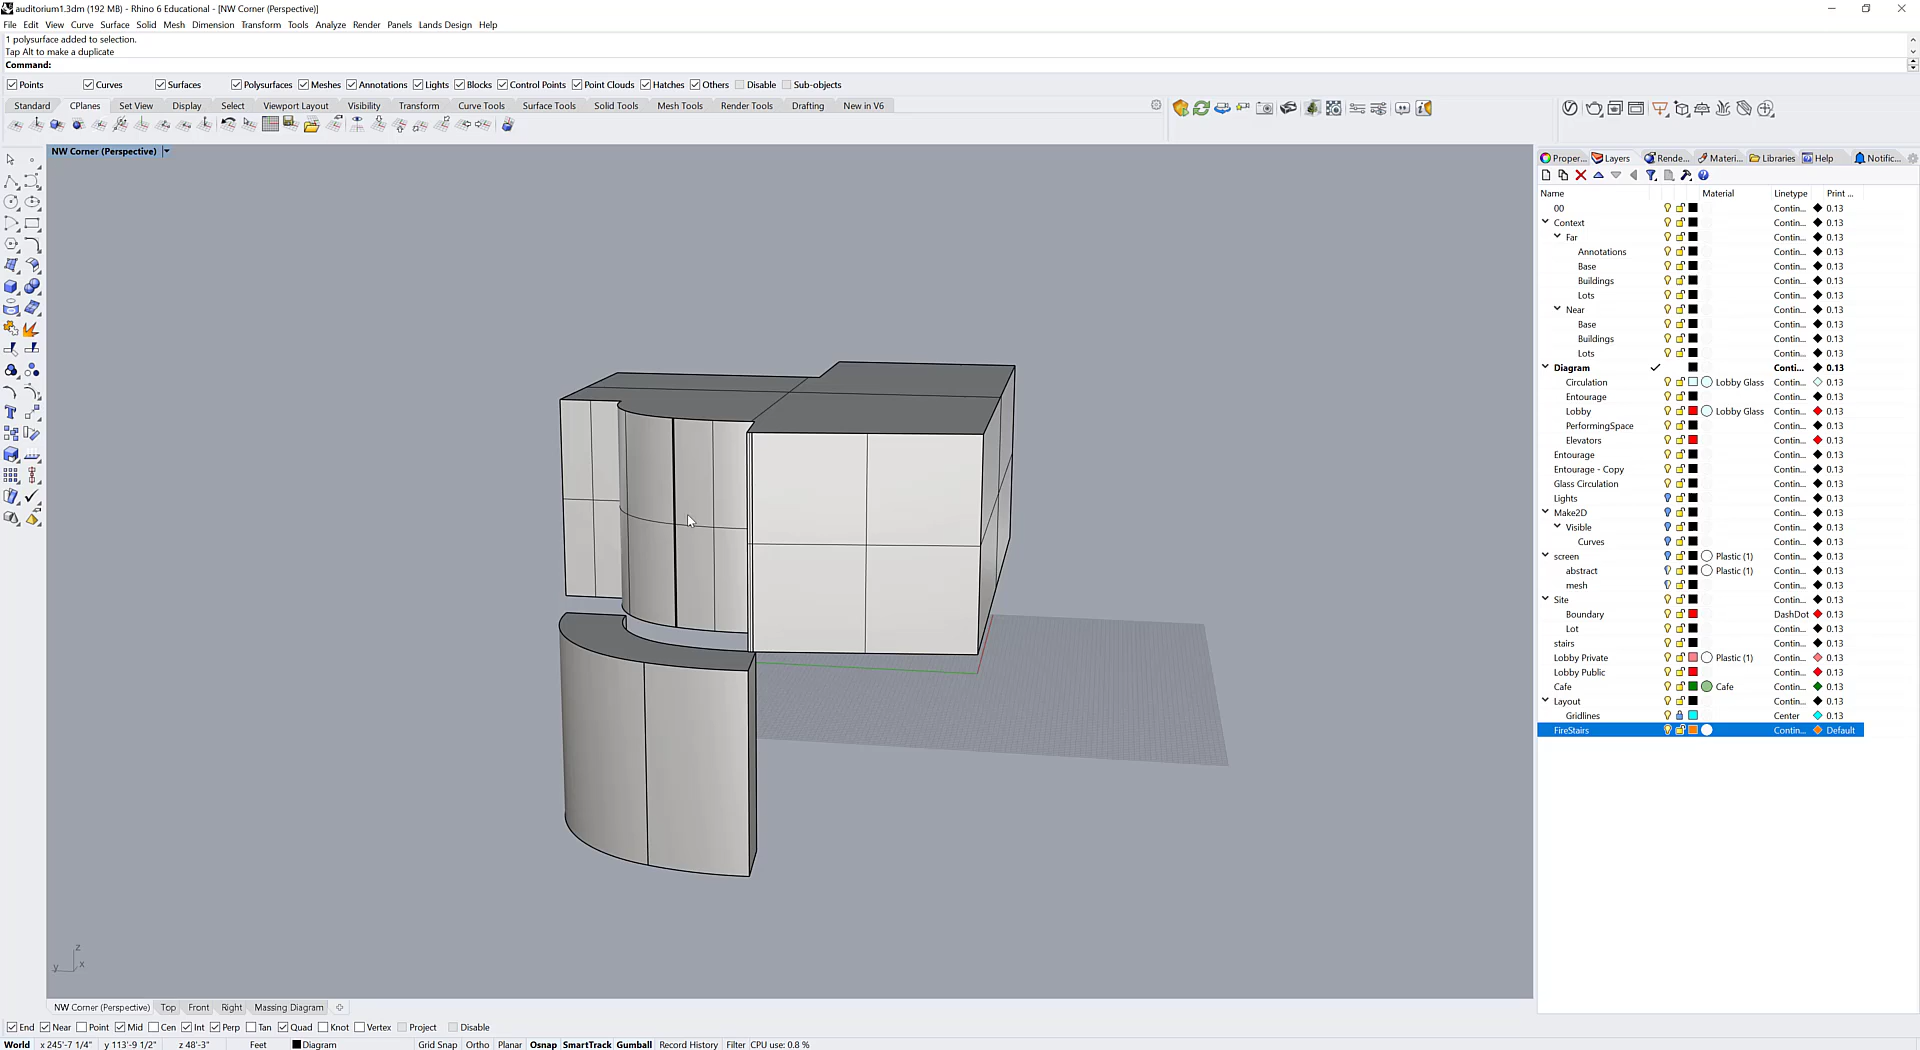 auditorium1.3dm (192 MB) - Rhino 6 Educational - [NW Corner (Perspective)]
File Edit View Curve Surface Solid Mesh Dimension Transform Tools Analyze Render Panels Lands Design Help
1 polysurface added to selection.
Tap Alt to make a duplicate
Command:
Points Curves Surfaces Polysurfaces Meshes Annotations Lights Blocks Control Points Point Clouds Hatches Others Disable Sub-objects
Standard CPlanes Set View Display Select Viewport Layout Visibility Transform Curve Tools Surface Tools Solid Tools Mesh Tools Render Tools Drafting New in V6
NW Corner (Perspective)
Proper... Layers Rende... Materi... Libraries Help Notific...
Name Material Linetype Print ...
00 Contin... 0.13
Context Contin... 0.13
Far Contin... 0.13
Annotations Contin... 0.13
Base Contin... 0.13
Buildings Contin... 0.13
Lots Contin... 0.13
Near Contin... 0.13
Base Contin... 0.13
Buildings Contin... 0.13
Lots Contin... 0.13
Diagram Conti... 0.13
Circulation Lobby Glass Contin... 0.13
Entourage Contin... 0.13
Lobby Lobby Glass Contin... 0.13
PerformingSpace Contin... 0.13
Elevators Contin... 0.13
Entourage Contin... 0.13
Entourage - Copy Contin... 0.13
Glass Circulation Contin... 0.13
Lights Contin... 0.13
Make2D Contin... 0.13
Visible Contin... 0.13
Curves Contin... 0.13
screen Plastic (1) Contin... 0.13
abstract Plastic (1) Contin... 0.13
mesh Contin... 0.13
Site Contin... 0.13
Boundary DashDot 0.13
Lot Contin... 0.13
stairs Contin... 0.13
Lobby Private Plastic (1) Contin... 0.13
Lobby Public Contin... 0.13
Cafe Cafe Contin... 0.13
Layout Contin... 0.13
Gridlines Center 0.13
FireStairs Contin... Default
z
y x
NW Corner (Perspective) Top Front Right Massing Diagram
End Near Point Mid Cen Int Perp Tan Quad Knot Vertex Project Disable
World x 245'-7 1/4" y 113'-9 1/2" z 48'-3" Feet Diagram Grid Snap Ortho Planar Osnap SmartTrack Gumball Record History Filter CPU use: 0.8 %